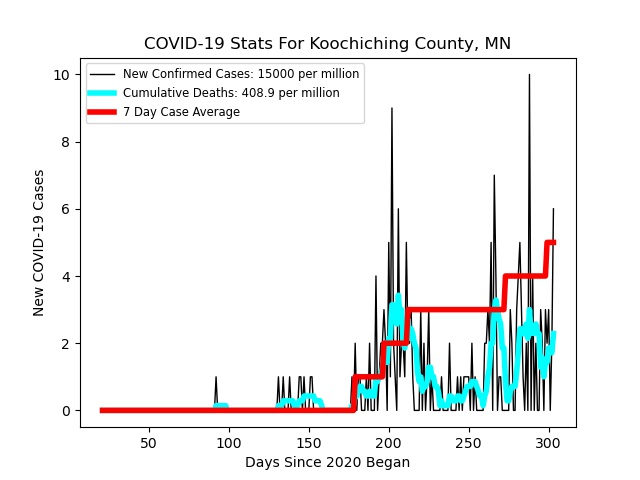 COVID-19 Stats For Koochiching County, MN
New Confirmed Cases: 15000 per million
Cumulative Deaths: 408.9 per million
7 Day Case Average
10
8
6
4
2
0
New COVID-19 Cases
50 100 150 200 250 300
Days Since 2020 Began